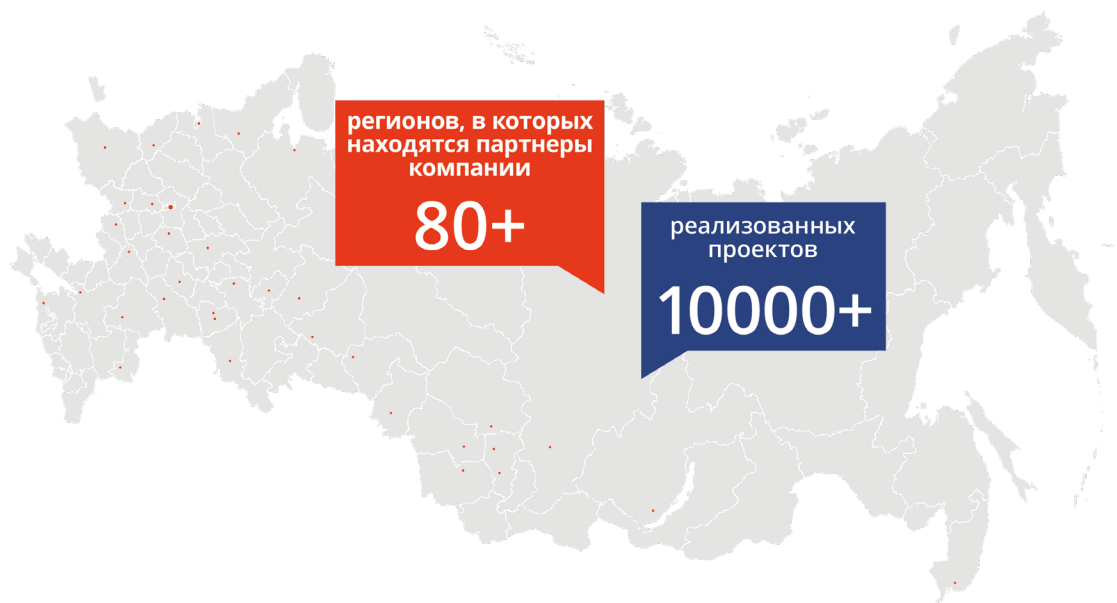 регионов, в которых
находятся партнеры
компании
80+
реализованных
проектов
10000+